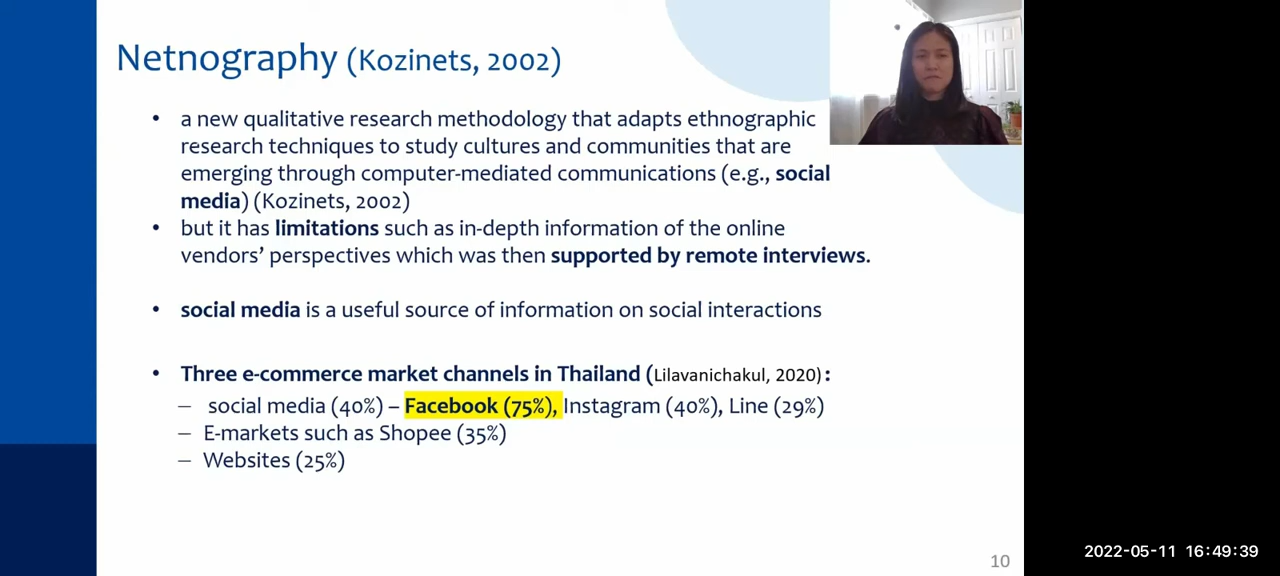 Netnography (Kozinets, 2002)
• a new qualitative research methodology that adapts ethnographic
research techniques to study cultures and communities that are
emerging through computer-mediated communications (e.g., social
media) (Kozinets, 2002)
• but it has limitations such as in-depth information of the online
vendors’ perspectives which was then supported by remote interviews.
• social media is a useful source of information on social interactions
• Three e-commerce market channels in Thailand (Lilavanichakul, 2020):
– social media (40%) – Facebook (75%), Instagram (40%), Line (29%)
– E-markets such as Shopee (35%)
– Websites (25%)
10
2022-05-11 16:49:39